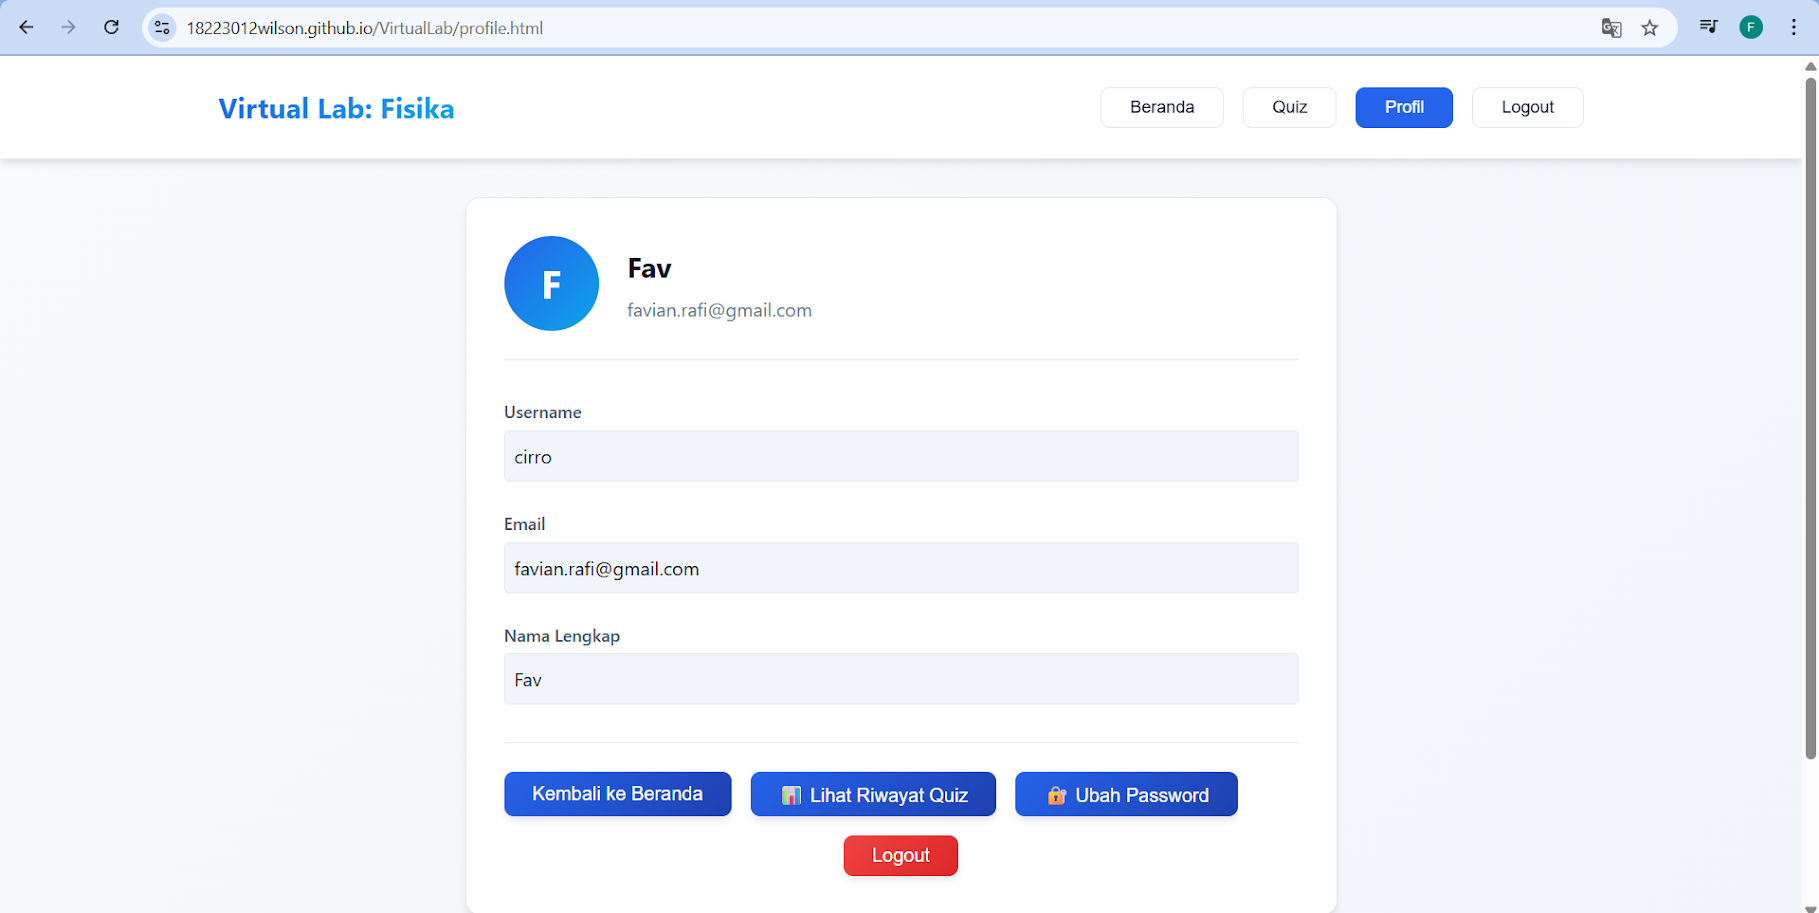 18223012wilson.github.io/VirtualLab/profile.html
F
Virtual Lab: Fisika
Beranda
Quiz
Profil
Logout
F
Fav
favian.rafi@gmail.com
Username
cirro
Email
favian.rafi@gmail.com
Nama Lengkap
Fav
Kembali ke Beranda
Lihat Riwayat Quiz
Ubah Password
Logout